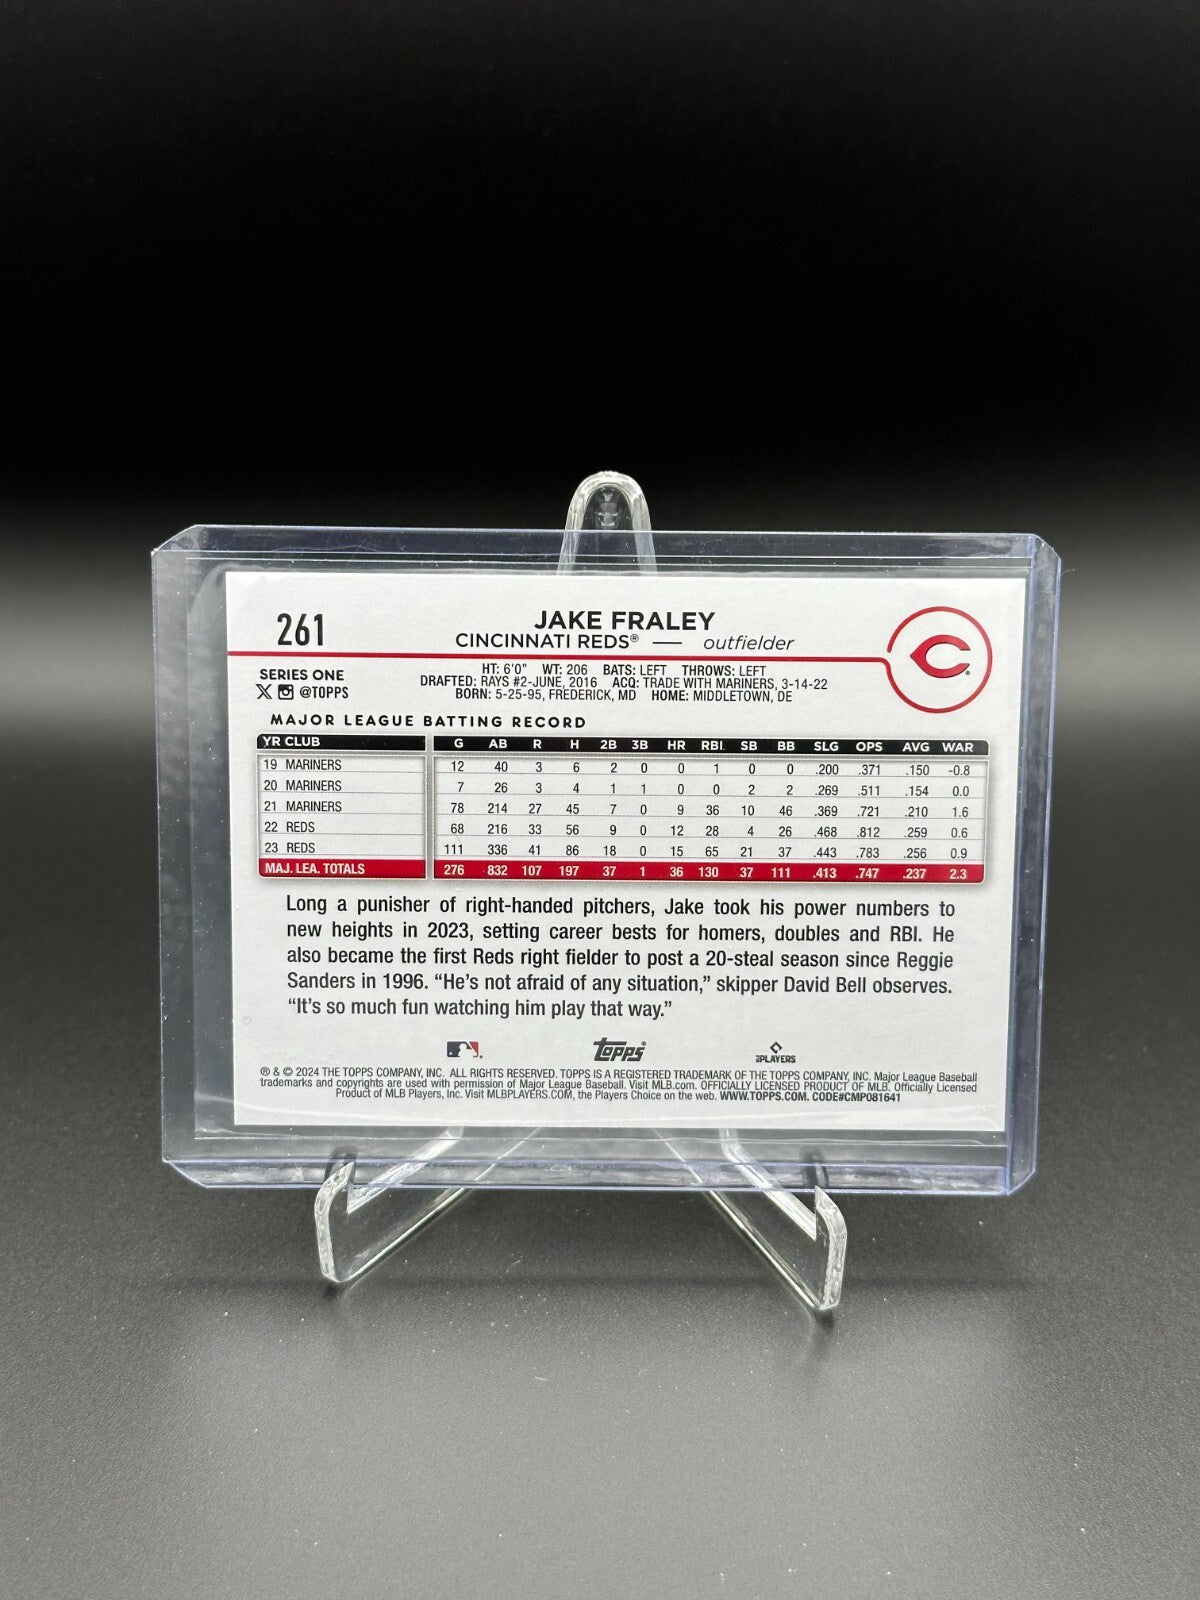 261
JAKE FRALEY
CINCINNATI REDS® — outfielder
SERIES ONE
X @TOPPS
HT: 6'0" WT: 206 BATS: LEFT THROWS: LEFT
DRAFTED: RAYS #2-JUNE, 2016 ACQ: TRADE WITH MARINERS, 3-14-22
BORN: 5-25-95, FREDERICK, MD HOME: MIDDLETOWN, DE
C
MAJOR LEAGUE BATTING RECORD
YR CLUB G AB R H 2B 3B HR RBI SB BB SLG OPS AVG WAR
19 MARINERS 12 40 3 6 2 0 0 1 0 0 .200 .371 .150 -0.8
20 MARINERS 7 26 3 4 1 1 0 0 2 2 .269 .511 .154 0.0
21 MARINERS 78 214 27 45 7 0 9 36 10 46 .369 .721 .210 1.6
22 REDS 68 216 33 56 9 0 12 28 4 26 .468 .812 .259 0.6
23 REDS 111 336 41 86 18 0 15 65 21 37 .443 .783 .256 0.9
MAJ. LEA. TOTALS 276 832 107 197 37 1 36 130 37 111 .413 .747 .237 2.3
Long a punisher of right-handed pitchers, Jake took his power numbers to
new heights in 2023, setting career bests for homers, doubles and RBI. He
also became the first Reds right fielder to post a 20-steal season since Reggie
Sanders in 1996. “He’s not afraid of any situation,” skipper David Bell observes.
“It’s so much fun watching him play that way.”
topps
PLAYERS
® & © 2024 THE TOPPS COMPANY, INC. ALL RIGHTS RESERVED. TOPPS IS A REGISTERED TRADEMARK OF THE TOPPS COMPANY, INC. Major League Baseball
trademarks and copyrights are used with permission of Major League Baseball. Visit MLB.com. OFFICIALLY LICENSED PRODUCT OF MLB. Officially Licensed
Product of MLB Players, Inc. Visit MLBPLAYERS.COM, the Players Choice on the web. WWW.TOPPS.COM. CODE#CMP081641